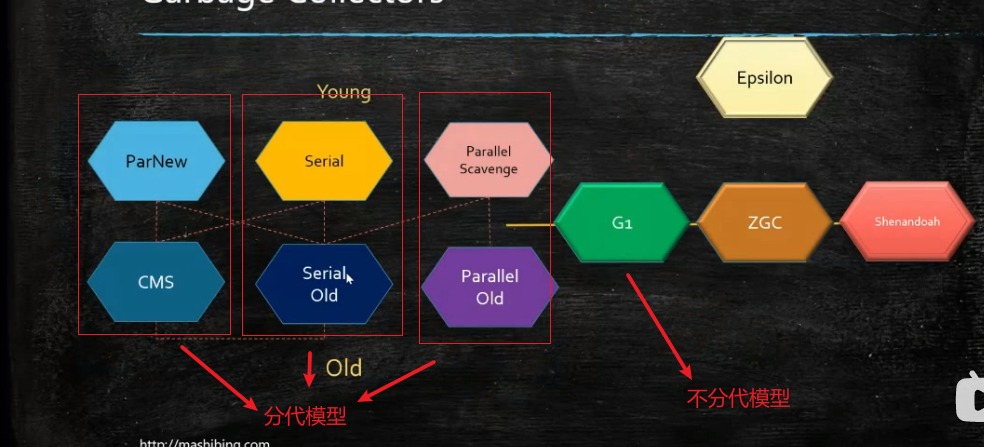 Garbage Collectors
Epsilon
Young
ParNew
Serial
Parallel
Scavenge
G1
ZGC
Shenandoah
CMS
Serial
Old
Parallel
Old
Old
分代模型
不分代模型
http://mashibing.com